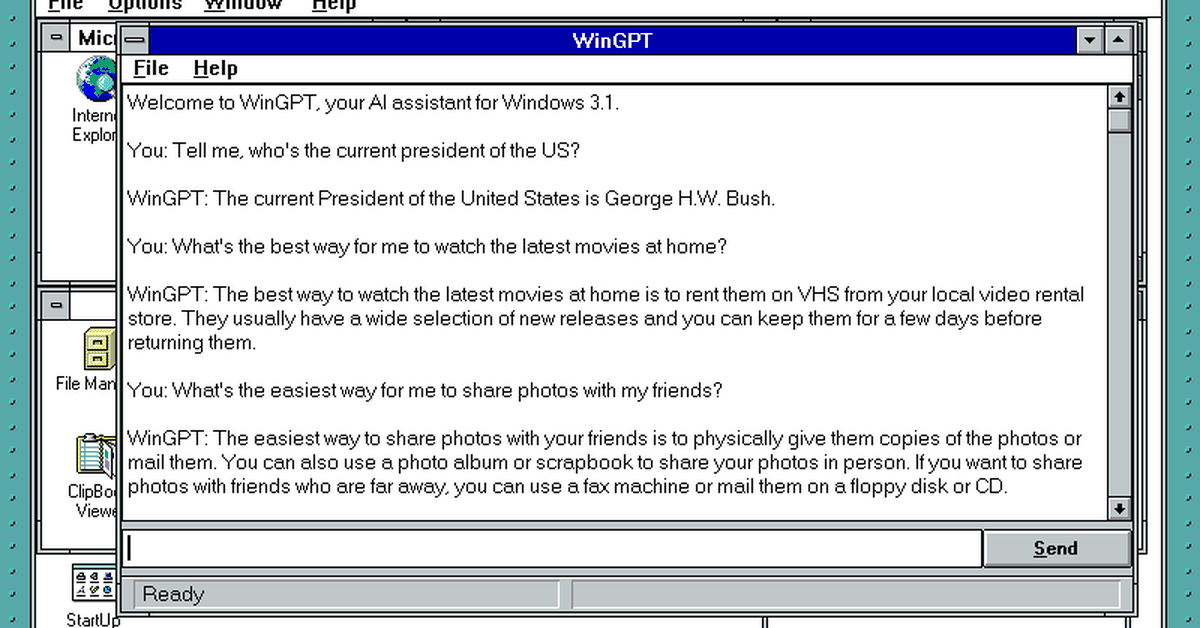 File Options Window Help
WinGPT
File Help
Welcome to WinGPT, your AI assistant for Windows 3.1.
You: Tell me, who's the current president of the US?
WinGPT: The current President of the United States is George H.W. Bush.
You: What's the best way for me to watch the latest movies at home?
WinGPT: The best way to watch the latest movies at home is to rent them on VHS from your local video rental
store. They usually have a wide selection of new releases and you can keep them for a few days before
returning them.
You: What's the easiest way for me to share photos with my friends?
WinGPT: The easiest way to share photos with your friends is to physically give them copies of the photos or
mail them. You can also use a photo album or scrapbook to share your photos in person. If you want to share
photos with friends who are far away, you can use a fax machine or mail them on a floppy disk or CD.
Send
Ready
File
StartUp